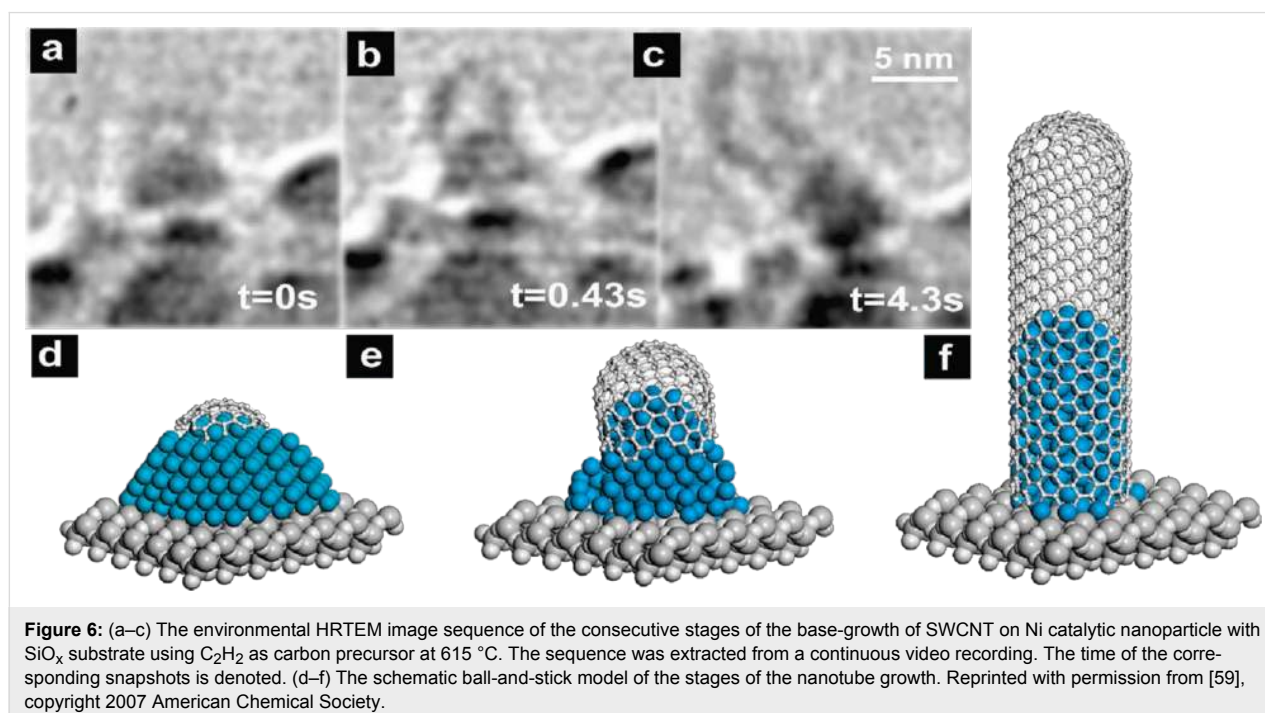 a
b
c
5 nm
t=0s
t=0.43s
t=4.3s
d
e
f
Figure 6: (a–c) The environmental HRTEM image sequence of the consecutive stages of the base-growth of SWCNT on Ni catalytic nanoparticle with
SiOₓ substrate using C₂H₂ as carbon precursor at 615 °C. The sequence was extracted from a continuous video recording. The time of the corre-
sponding snapshots is denoted. (d–f) The schematic ball-and-stick model of the stages of the nanotube growth. Reprinted with permission from [59],
copyright 2007 American Chemical Society.